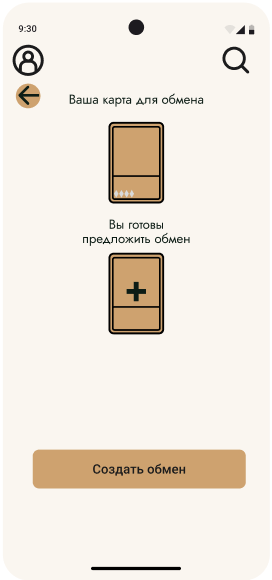 9:30
Ваша карта для обмена
Вы готовы
предложить обмен
Создать обмен